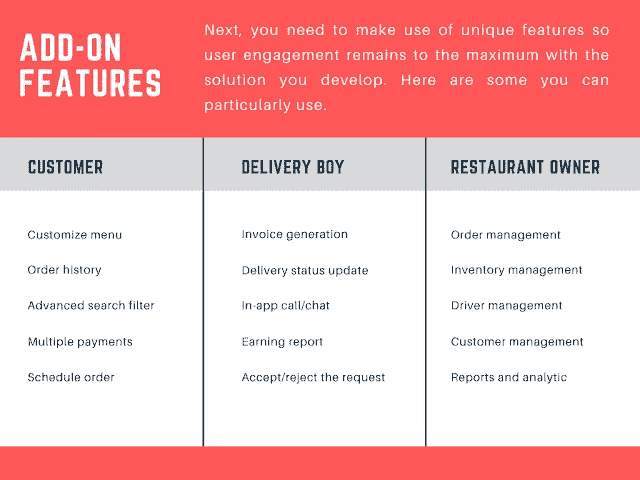 ADD-ON
FEATURES
Next, you need to make use of unique features so
user engagement remains to the maximum with the
solution you develop. Here are some you can
particularly use.
CUSTOMER
DELIVERY BOY
RESTAURANT OWNER
Customize menu
Invoice generation
Order management
Order history
Delivery status update
Inventory management
Advanced search filter
In-app call/chat
Driver management
Multiple payments
Earning report
Customer management
Schedule order
Accept/reject the request
Reports and analytic